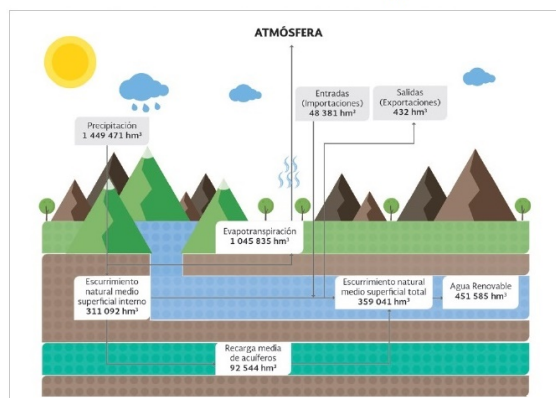 ATMÓSFERA
Entradas
(Importaciones)
48 381 hm³
Salidas
(Exportaciones)
432 hm³
Precipitación
1 449 471 hm³
Evapotranspiración
1 045 835 hm³
Escurrimiento
natural medio
superficial interno
311 092 hm³
Escurrimiento natural
medio superficial total
359 041 hm³
Agua Renovable
451 585 hm³
Recarga media
de acuíferos
92 544 hm³